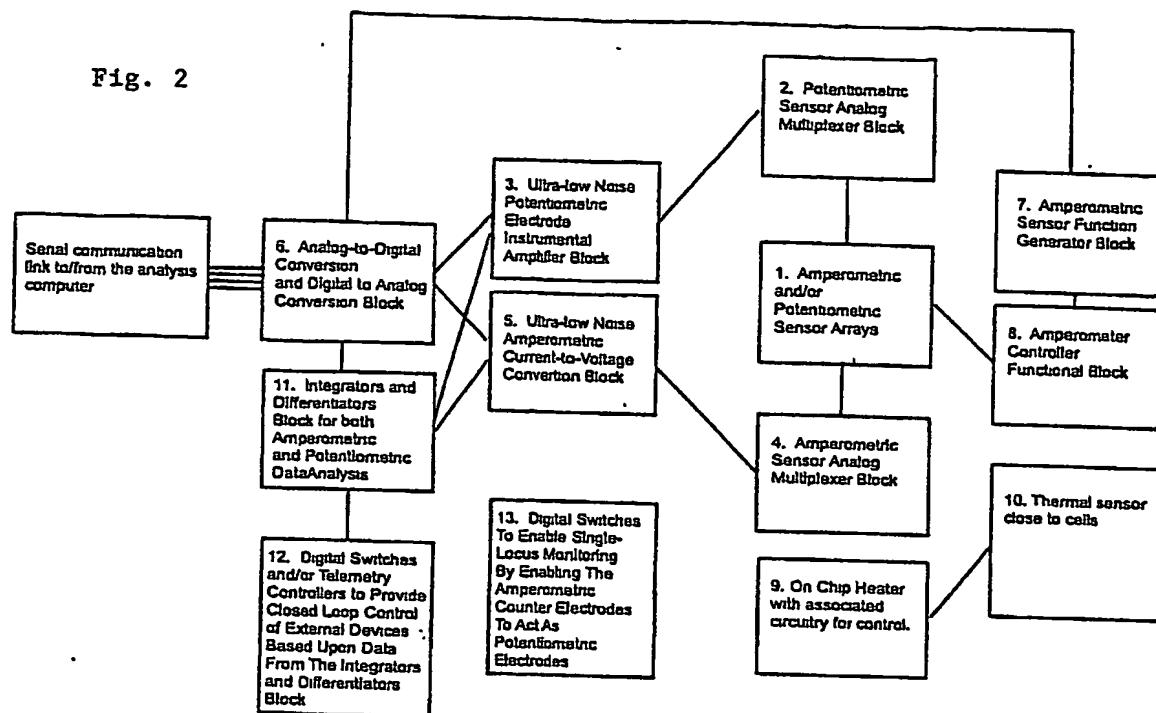 Fig. 2
Serial communication
link to/from the analysis
computer
6. Analog-to-Digital
Conversion
and Digital to Analog
Conversion Block
11. Integrators and
Differentiators
Block for both
Amperometric
and Potentiometric
DataAnalysis
12. Digital Switches
and/or Telemetry
Controllers to Provide
Closed Loop Control
of External Devices
Based Upon Data
From The Integrators
and Differentiators
Block
3. Ultra-low Noise
Potentiometric
Electrode
Instrumental
Amplifier Block
5. Ultra-low Noise
Amperometric
Current-to-Voltage
Convertion Block
13. Digital Switches
To Enable Single-
Locus Monitoring
By Enabling The
Amperometric
Counter Electrodes
To Act As
Potentiometric
Electrodes
2. Potentiometric
Sensor Analog
Multiplexer Block
1. Amperometric
and/or
Potentiometric
Sensor Arrays
4. Amperometric
Sensor Analog
Multiplexer Block
9. On Chip Heater
with associated
circuitry for control.
7. Amperometric
Sensor Function
Generator Block
8. Amperometer
Controller
Functional Block
10. Thermal sensor
close to cells